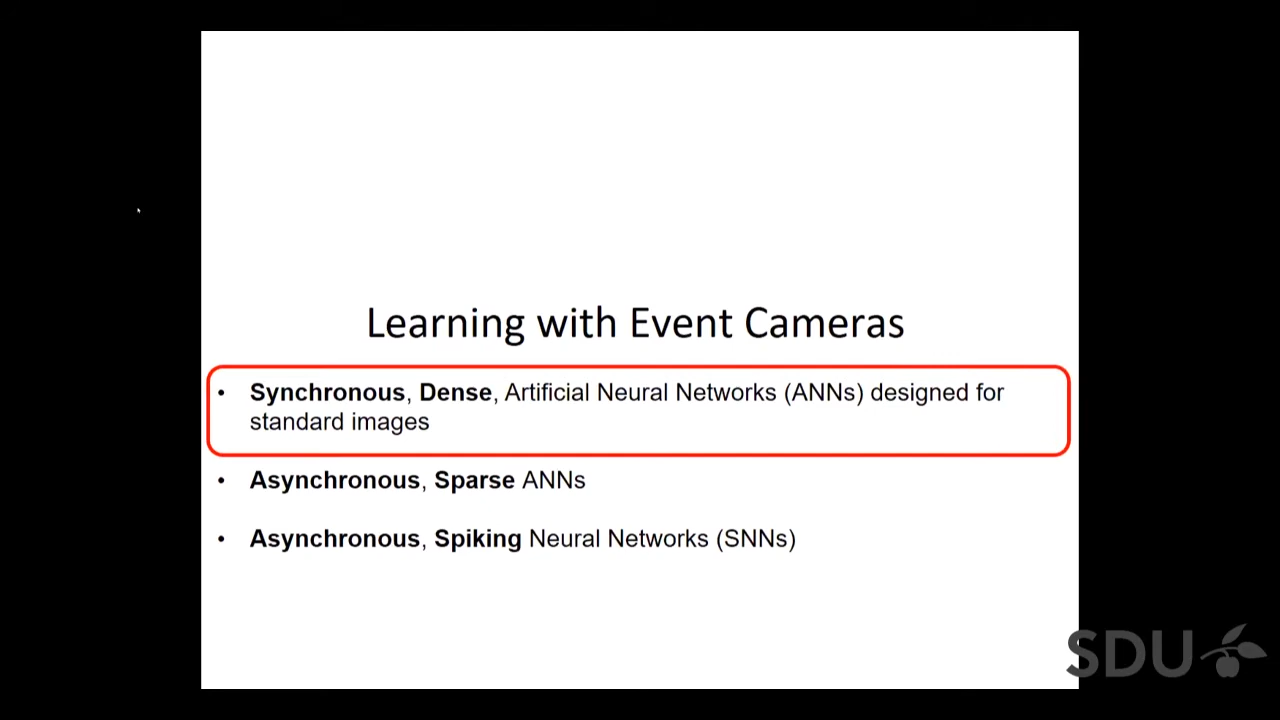 Learning with Event Cameras
• Synchronous, Dense, Artificial Neural Networks (ANNs) designed for
standard images
• Asynchronous, Sparse ANNs
• Asynchronous, Spiking Neural Networks (SNNs)
SDU